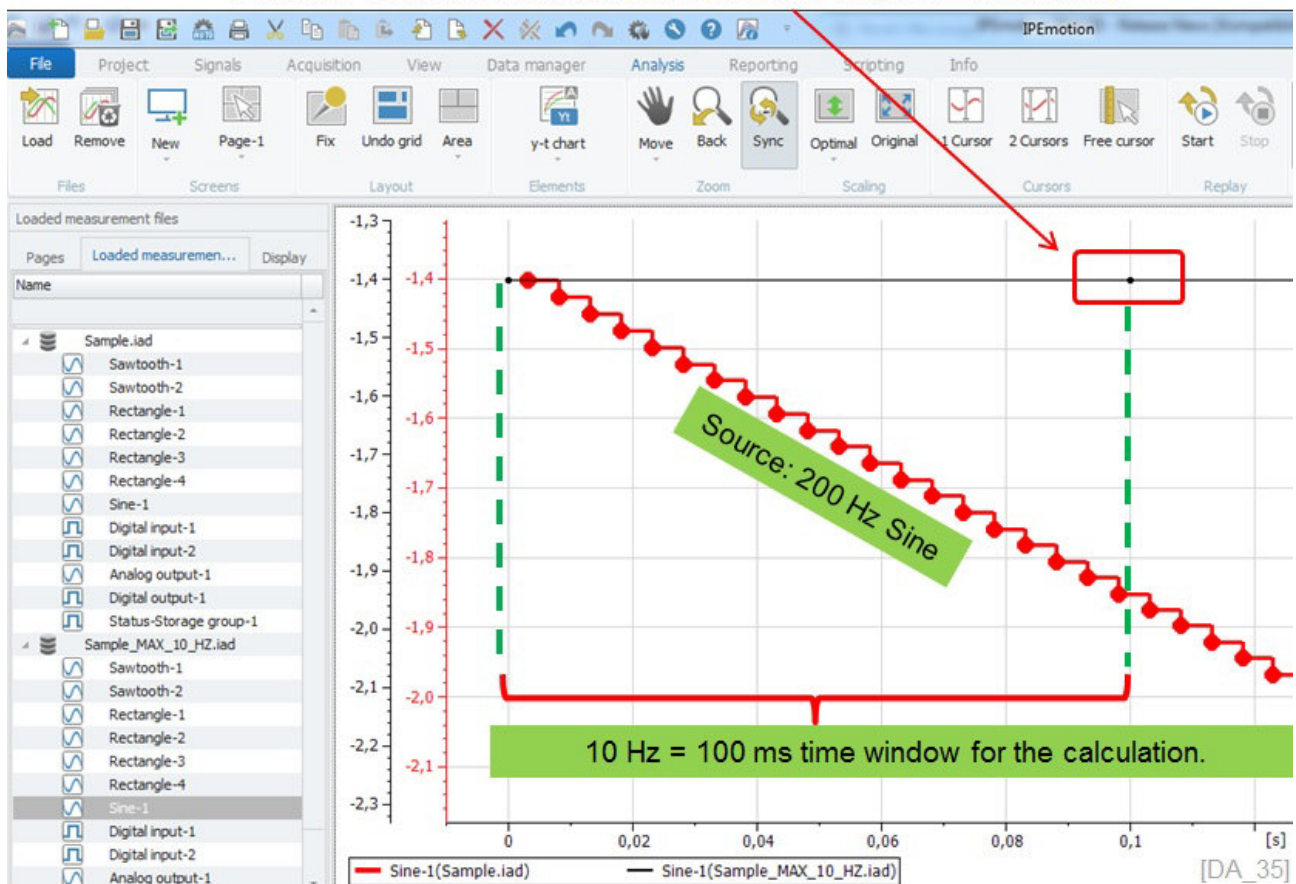 IPEmotion
File Project Signals Acquisition View Data manager Analysis Reporting Scripting Info
Load Remove New Page-1 Fix Undo grid Area y-t chart Move Back Sync Optimal Original 1 Cursor 2 Cursors Free cursor Start Stop
Files Screens Layout Elements Zoom Scaling Cursors Replay
Loaded measurement files
Pages Loaded measuremen... Display
Name
Sample.iad
Sawtooth-1
Sawtooth-2
Rectangle-1
Rectangle-2
Rectangle-3
Rectangle-4
Sine-1
Digital input-1
Digital input-2
Analog output-1
Digital output-1
Status-Storage group-1
Sample_MAX_10_HZ.iad
Sawtooth-1
Sawtooth-2
Rectangle-1
Rectangle-2
Rectangle-3
Rectangle-4
Sine-1
Digital input-1
Digital input-2
Analog output-1
-1,3
-1,4
-1,5
-1,6
-1,7
-1,8
-1,9
-2,0
-2,1
-2,2
-2,3
-1,4
-1,5
-1,6
-1,7
-1,8
-1,9
-2,0
-2,1
Source: 200 Hz Sine
10 Hz = 100 ms time window for the calculation.
0 0,02 0,04 0,06 0,08 0,1 [s]
Sine-1(Sample.iad) Sine-1(Sample_MAX_10_HZ.iad)
[DA_35]